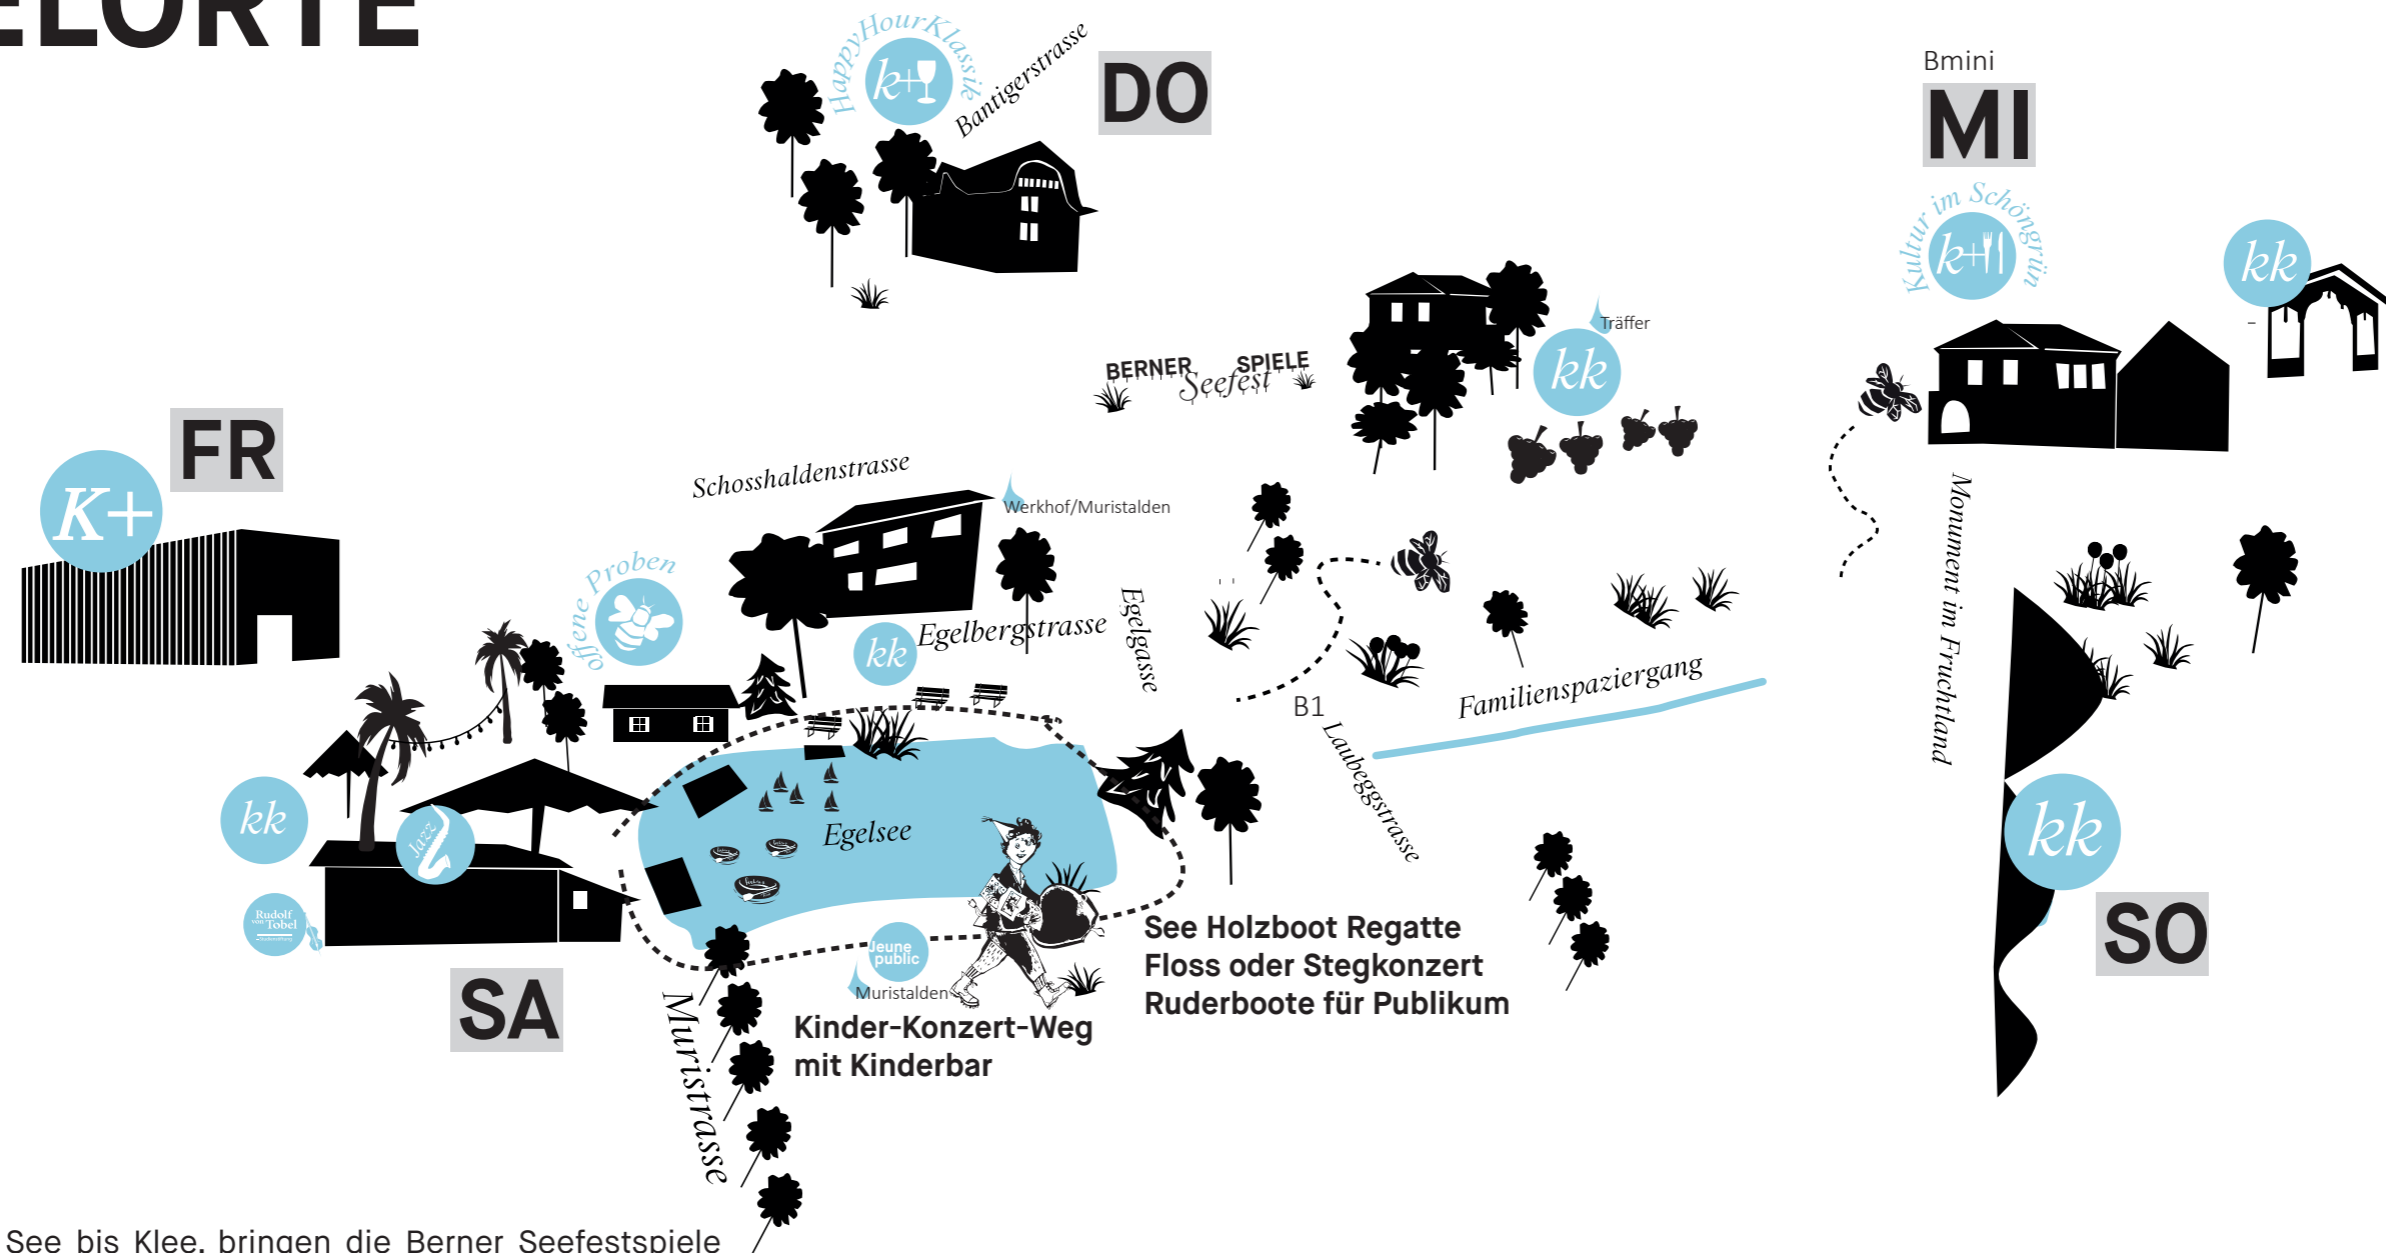 ELORTE
HappyHourKlassik
k+
Bantigerstrasse
DO
Bmini
MI
Kultur im Schöngrün
k+
kk
Träffer
kk
BERNER SPIELE
Seefest
FR
K+
Schosshaldenstrasse
Werkhof/Muristalden
offene Proben
kk
Egelbergstrasse
Egelgasse
B1
Familienspaziergang
Laubeggstrasse
Monument im Fruchtland
kk
Jazz
Egelsee
kk
SO
Rudolf
von Tobel
SA
Jeune
public
Muristalden
See Holzboot Regatte
Floss oder Stegkonzert
Ruderboote für Publikum
Kinder-Konzert-Weg
mit Kinderbar
Muristrasse
See bis Klee, bringen die Berner Seefestspiele